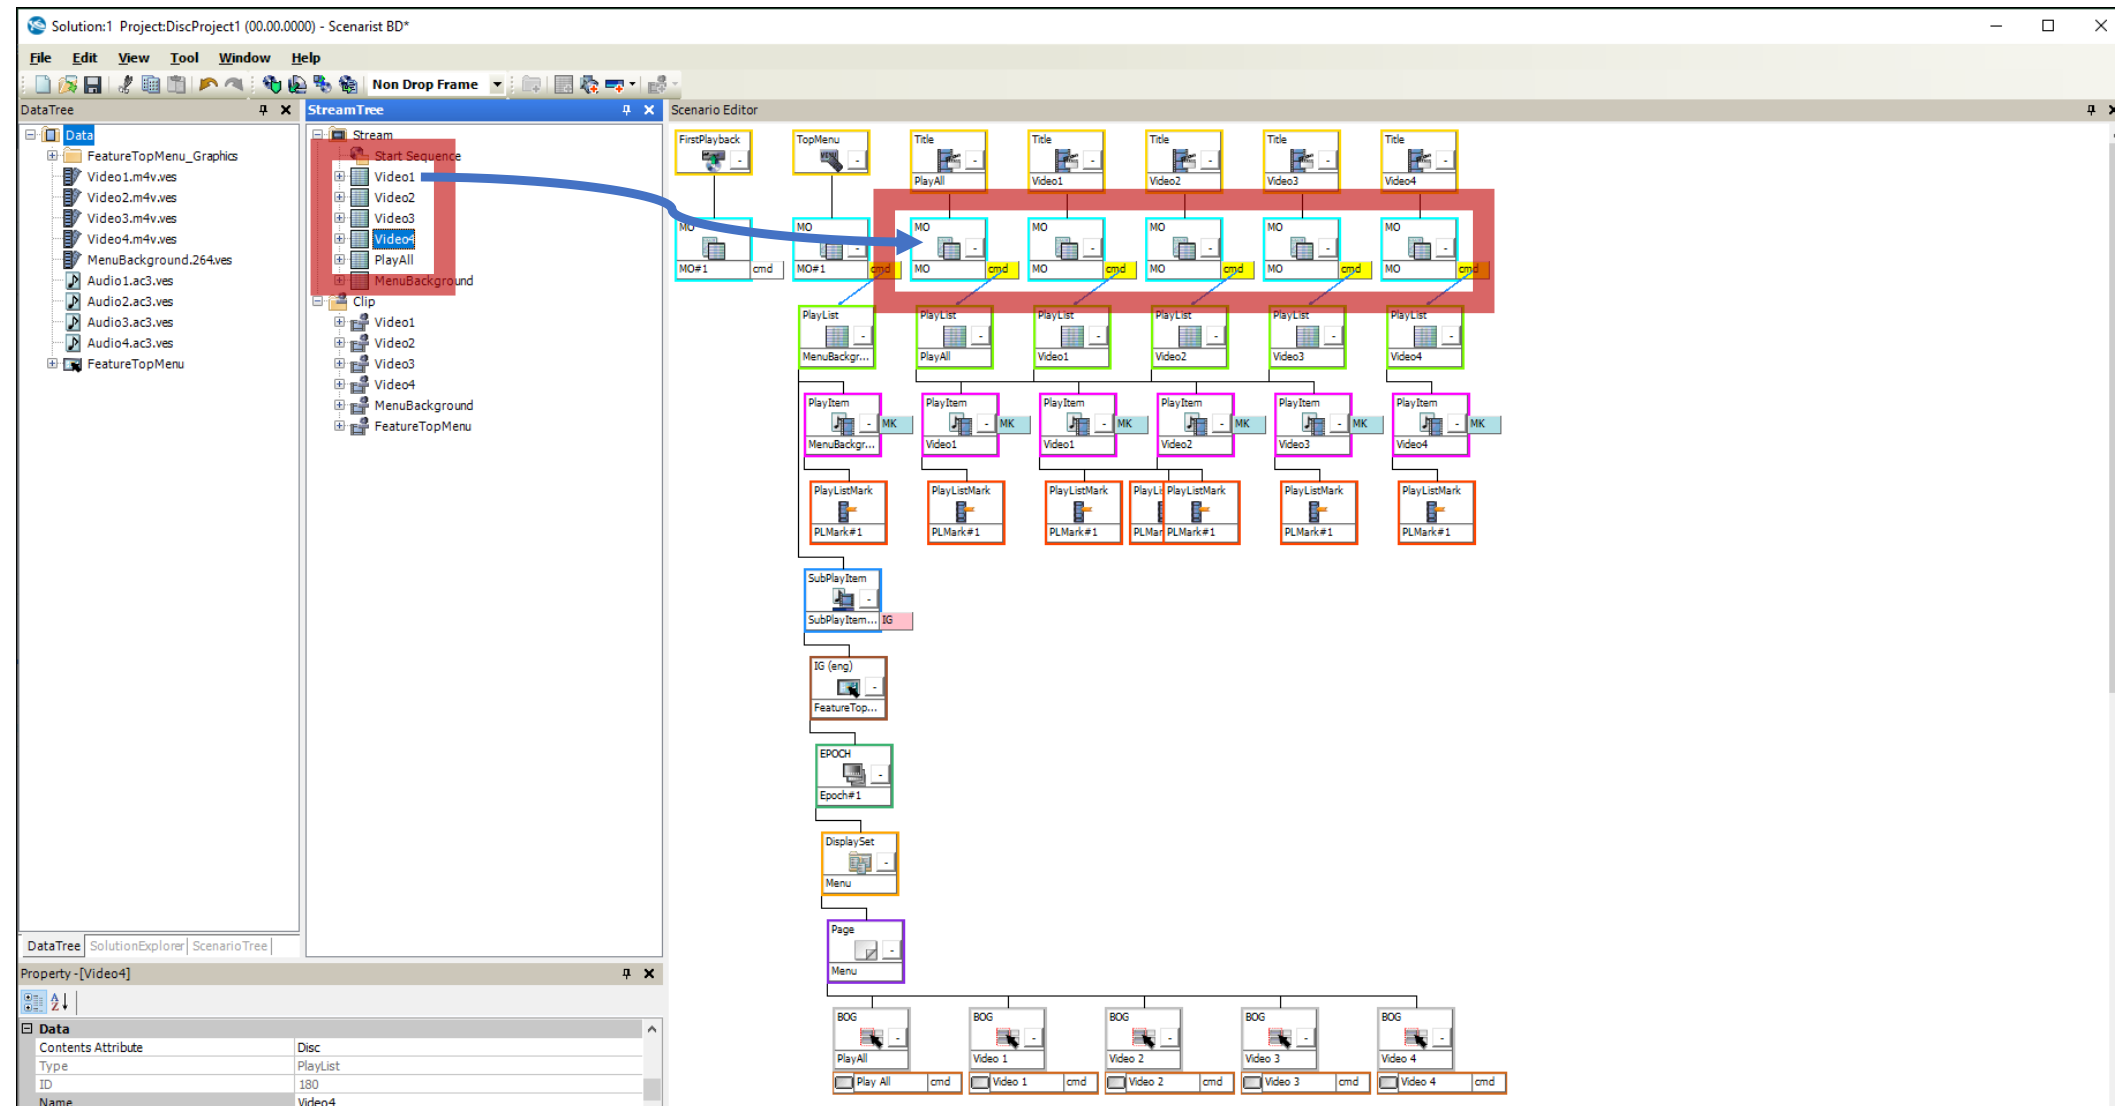 Solution:1 Project:DiscProject1 (00.00.0000) - Scenarist BD*
File Edit View Tool Window Help
Non Drop Frame
DataTree
Data
FeatureTopMenu_Graphics
Video1.m4v.ves
Video2.m4v.ves
Video3.m4v.ves
Video4.m4v.ves
MenuBackground.264.ves
Audio1.ac3.ves
Audio2.ac3.ves
Audio3.ac3.ves
Audio4.ac3.ves
FeatureTopMenu
DataTree SolutionExplorer ScenarioTree
StreamTree
Stream
Start Sequence
Video1
Video2
Video3
Video4
PlayAll
MenuBackground
Clip
Video1
Video2
Video3
Video4
MenuBackground
FeatureTopMenu
Property - [Video4]
Data
Contents Attribute Disc
Type PlayList
ID 180
Name Video4
Scenario Editor
FirstPlayback TopMenu Title Title Title Title Title
PlayAll Video1 Video2 Video3 Video4
MO MO MO MO MO MO MO
MO#1 cmd MO#1 cmd MO cmd MO cmd MO cmd MO cmd MO cmd
PlayList PlayList PlayList PlayList PlayList PlayList
MenuBackgr... PlayAll Video1 Video2 Video3 Video4
PlayItem PlayItem PlayItem PlayItem PlayItem PlayItem
MK MK MK MK MK MK
MenuBackgr... Video1 Video1 Video2 Video3 Video4
PlayListMark PlayListMark PlayListMark PlayLi PlayListMark PlayListMark PlayListMark
PLMark#1 PLMark#1 PLMark#1 PLMar PLMark#1 PLMark#1 PLMark#1
SubPlayItem
SubPlayItem... IG
IG (eng)
FeatureTop...
EPOCH
Epoch#1
DisplaySet
Menu
Page
Menu
BOG BOG BOG BOG BOG
PlayAll Video 1 Video 2 Video 3 Video 4
Play All cmd Video 1 cmd Video 2 cmd Video 3 cmd Video 4 cmd